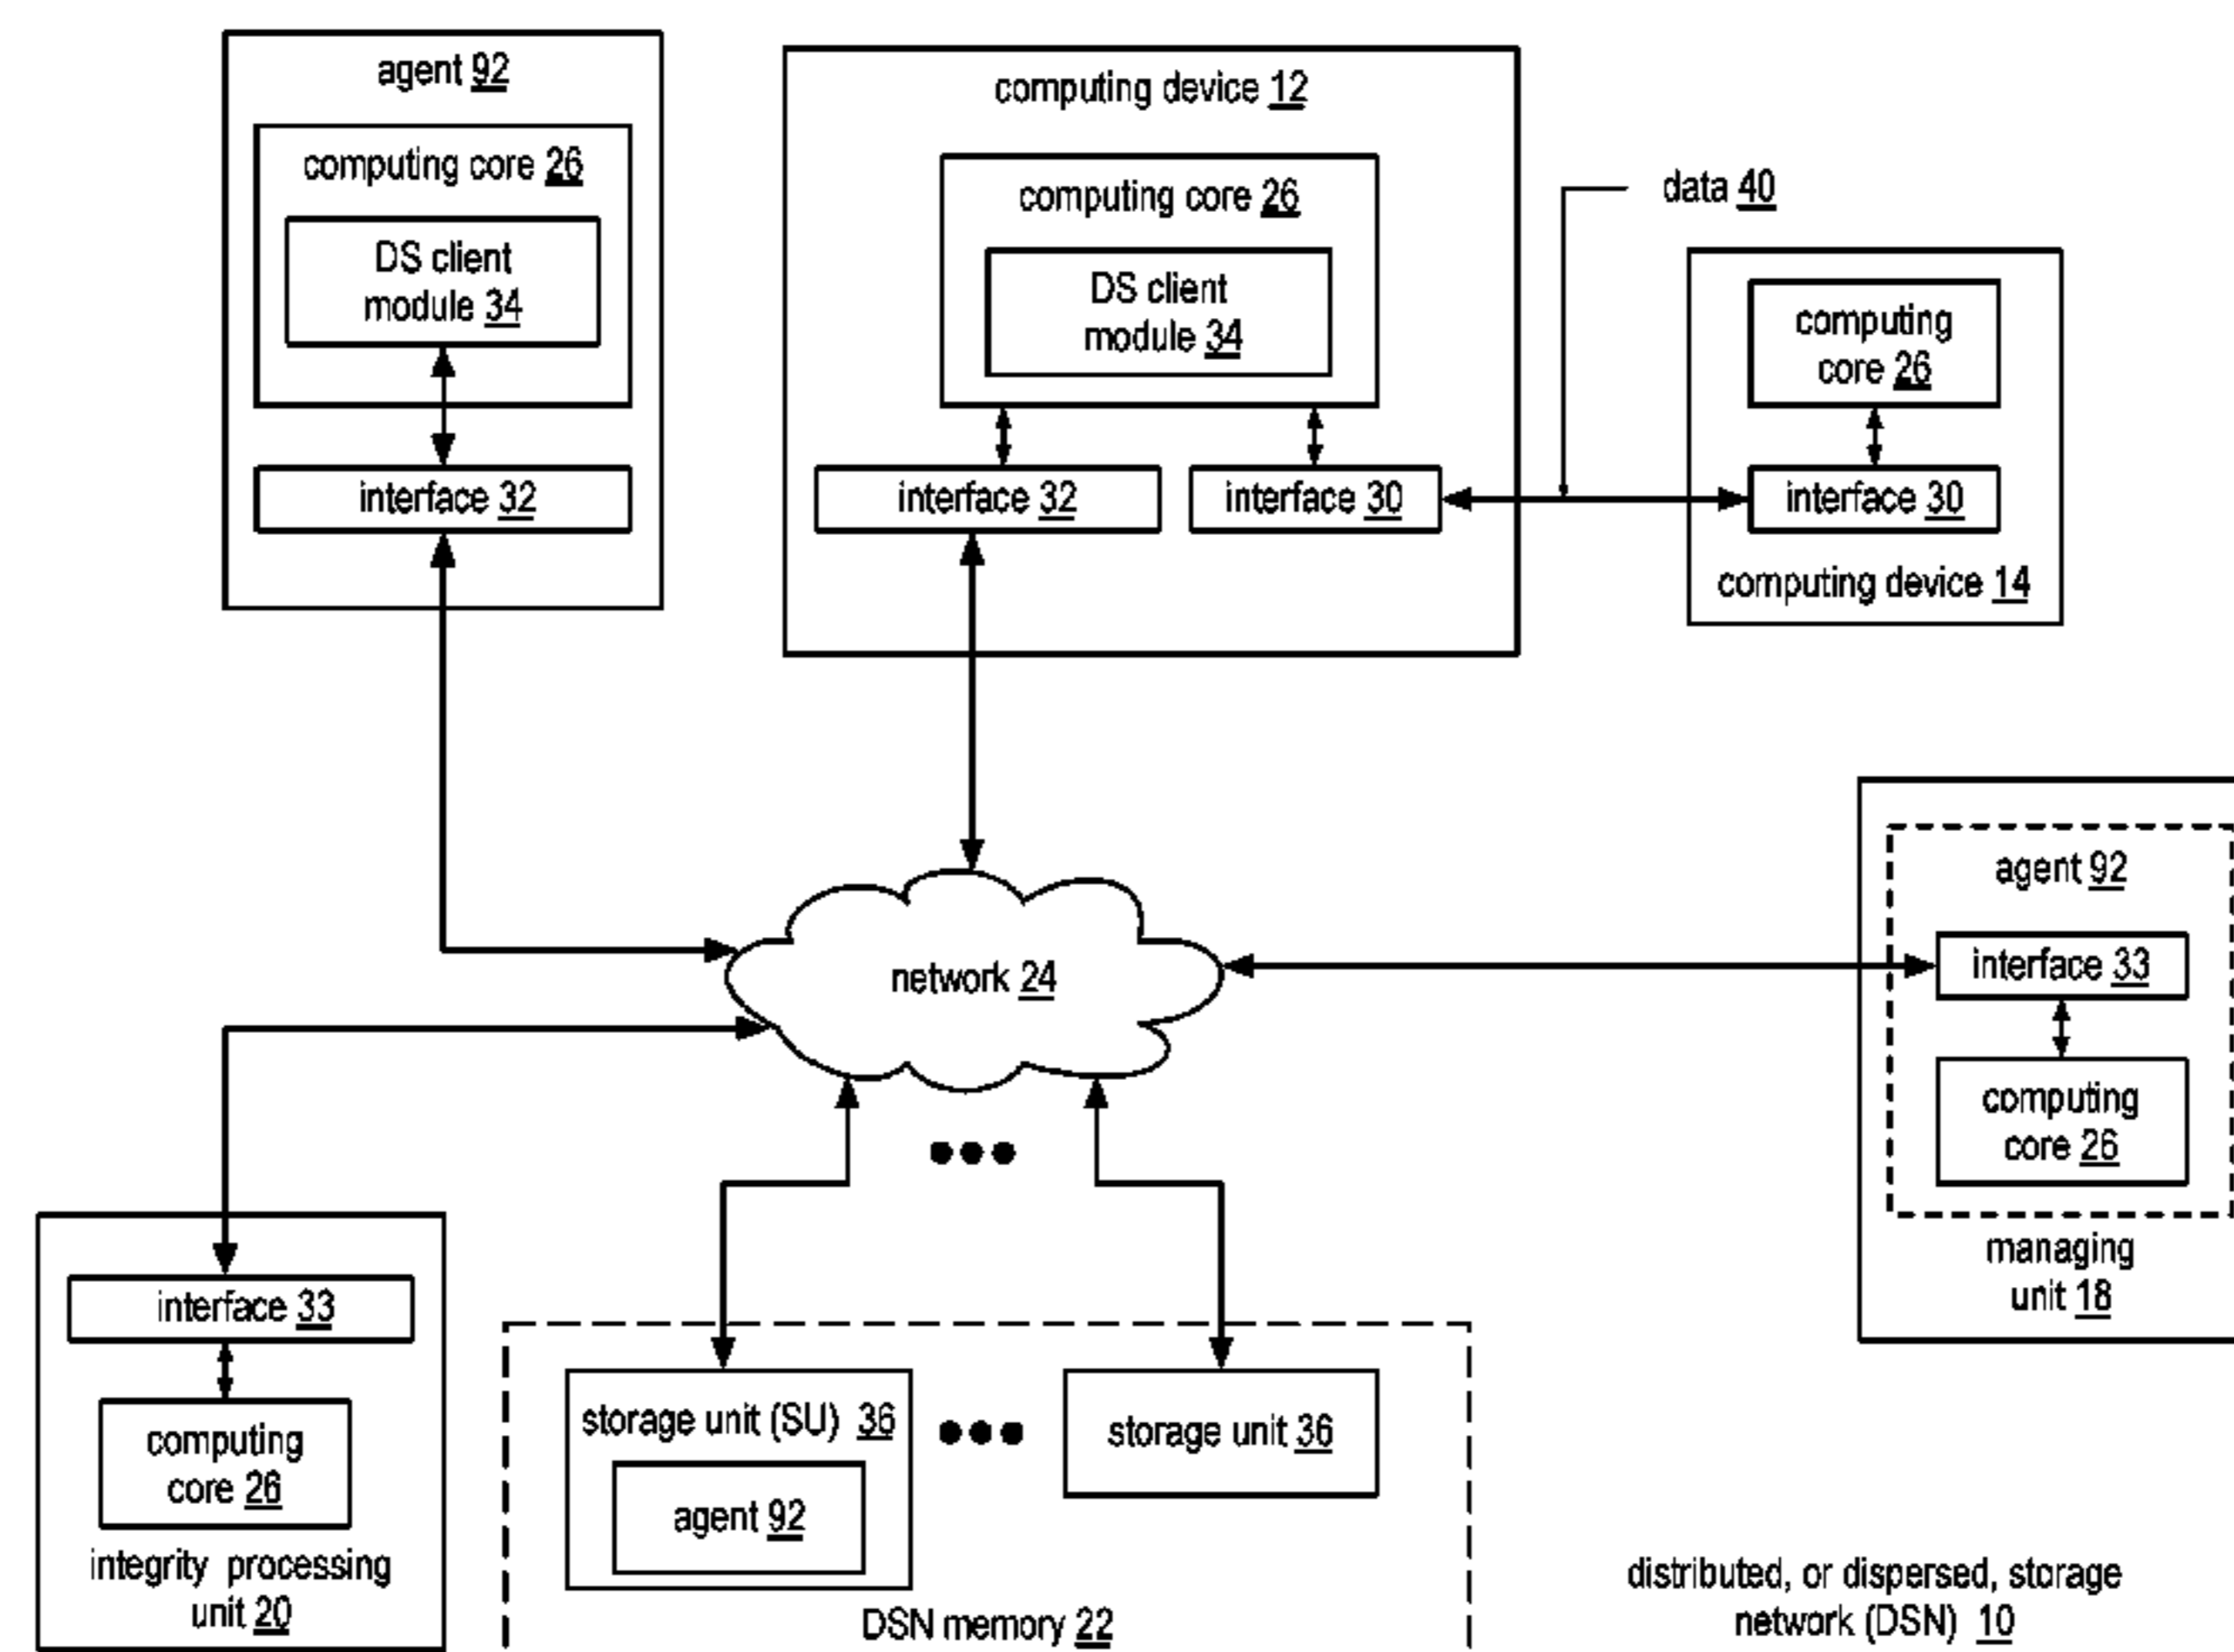 agent 92
computing core 26
DS client
module 34
interface 32
computing device 12
computing core 26
DS client
module 34
interface 32
interface 30
data 40
computing
core 26
interface 30
computing device 14
network 24
agent 92
interface 33
computing
core 26
managing
unit 18
interface 33
computing
core 26
integrity processing
unit 20
storage unit (SU) 36
agent 92
storage unit 36
DSN memory 22
distributed, or dispersed, storage
network (DSN) 10